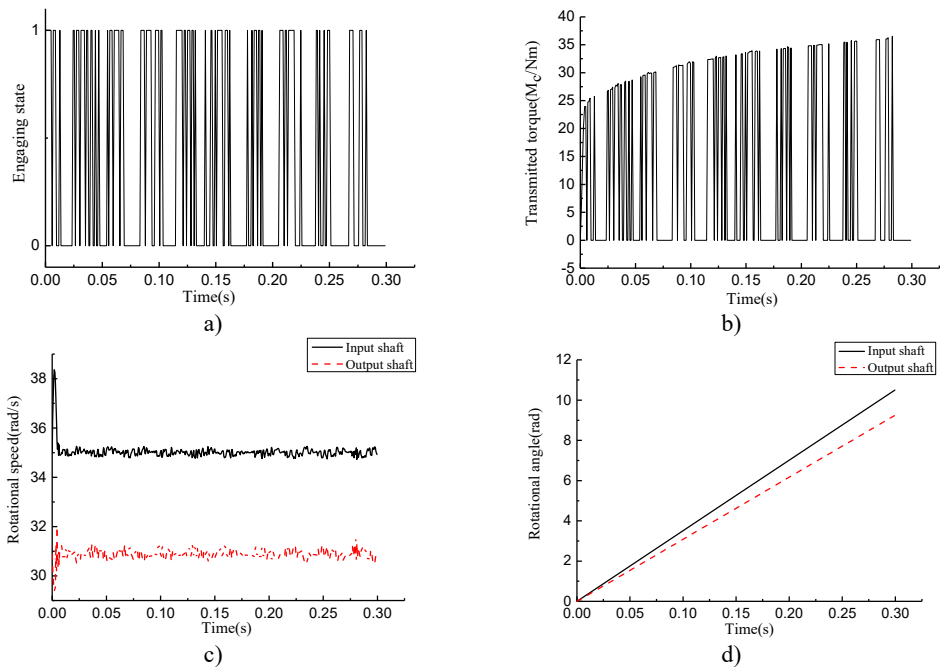 1
0
Engaging state
0.00 0.05 0.10 0.15 0.20 0.25 0.30
Time(s)
a)
40
35
30
25
20
15
10
5
0
-5
Transmitted torque(Mc/Nm)
0.00 0.05 0.10 0.15 0.20 0.25 0.30
Time(s)
b)
Input shaft
Output shaft
38
36
34
32
30
Rotational speed(rad/s)
0.00 0.05 0.10 0.15 0.20 0.25 0.30
Time(s)
c)
Input shaft
Output shaft
12
10
8
6
4
2
0
Rotational angle(rad)
0.00 0.05 0.10 0.15 0.20 0.25 0.30
Time(s)
d)